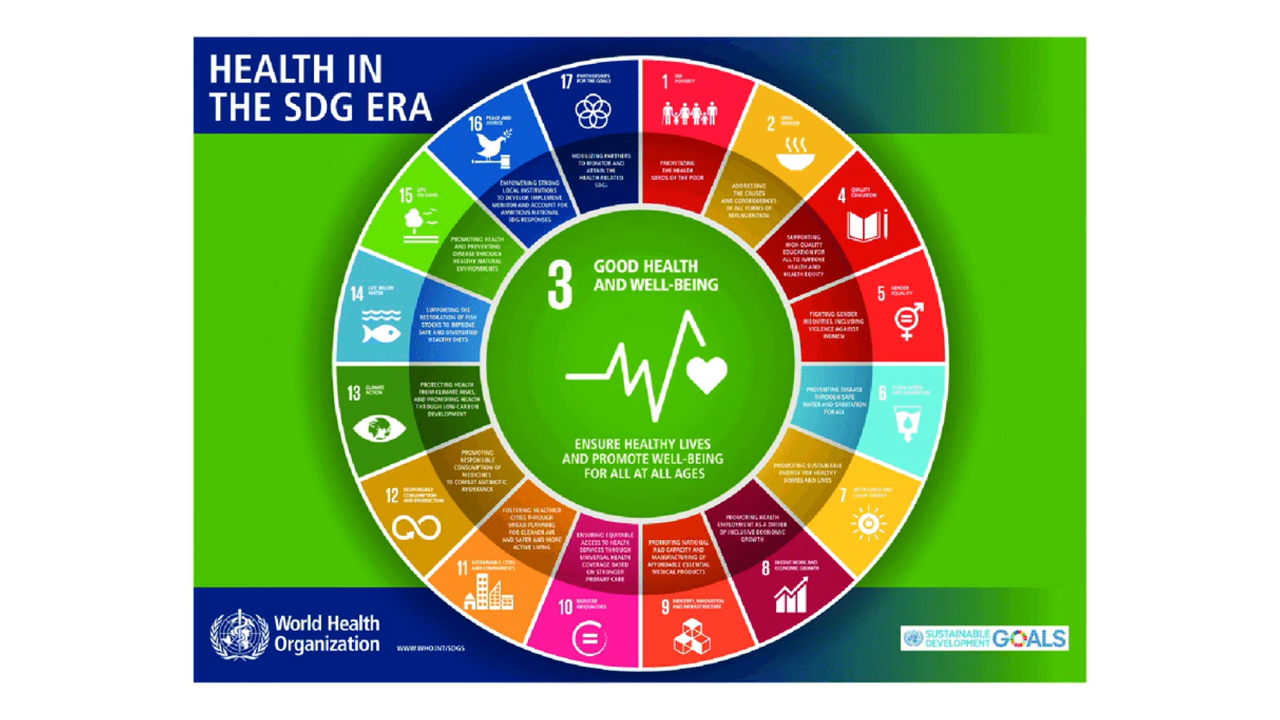 HEALTH IN
THE SDG ERA
17 PARTNERSHIPS
FOR THE GOALS
MOBILIZING PARTNERS
TO MONITOR AND
ATTAIN THE
HEALTH-RELATED
SDGs
1 NO
POVERTY
PRIORITIZING
THE HEALTH
NEEDS OF THE POOR
2 ZERO
HUNGER
ADDRESSING
THE CAUSES
AND CONSEQUENCES
OF ALL FORMS OF
MALNUTRITION
4 QUALITY
EDUCATION
SUPPORTING
HIGH-QUALITY
EDUCATION FOR
ALL TO IMPROVE
HEALTH AND
HEALTH EQUITY
5 GENDER
EQUALITY
FIGHTING GENDER
INEQUITIES, INCLUDING
VIOLENCE AGAINST
WOMEN
6 CLEAN WATER
AND SANITATION
PREVENTING DISEASE
THROUGH SAFE
WATER AND SANITATION
FOR ALL
7 AFFORDABLE AND
CLEAN ENERGY
PROMOTING SUSTAINABLE
ENERGY FOR HEALTHY
HOMES AND LIVES
8 DECENT WORK AND
ECONOMIC GROWTH
PROMOTING HEALTH
EMPLOYMENT AS A DRIVER
OF INCLUSIVE ECONOMIC
GROWTH
9 INDUSTRY, INNOVATION
AND INFRASTRUCTURE
PROMOTING NATIONAL
R&D CAPACITY AND
MANUFACTURING OF
AFFORDABLE ESSENTIAL
MEDICAL PRODUCTS
10 REDUCED
INEQUALITIES
ENSURING EQUITABLE
ACCESS TO HEALTH
SERVICES THROUGH
UNIVERSAL HEALTH
COVERAGE BASED
ON STRONGER
PRIMARY CARE
11 SUSTAINABLE CITIES
AND COMMUNITIES
FOSTERING HEALTHIER
CITIES THROUGH
URBAN PLANNING
FOR CLEANER AIR
AND SAFER AND MORE
ACTIVE LIVING
12 RESPONSIBLE
CONSUMPTION
AND PRODUCTION
PROMOTING
RESPONSIBLE
CONSUMPTION OF
MEDICINES
TO COMBAT ANTIBIOTIC
RESISTANCE
13 CLIMATE
ACTION
PROTECTING HEALTH
FROM CLIMATE RISKS,
AND PROMOTING HEALTH
THROUGH LOW-CARBON
DEVELOPMENT
14 LIFE BELOW
WATER
SUPPORTING THE
RESTORATION OF FISH
STOCKS TO IMPROVE
SAFE AND DIVERSIFIED
HEALTHY DIETS
15 LIFE
ON LAND
PROMOTING HEALTH
AND PREVENTING
DISEASE THROUGH
HEALTHY NATURAL
ENVIRONMENTS
16 PEACE AND
JUSTICE
EMPOWERING STRONG
LOCAL INSTITUTIONS
TO DEVELOP, IMPLEMENT,
MONITOR AND ACCOUNT FOR
AMBITIOUS NATIONAL
SDG RESPONSES
3 GOOD HEALTH
AND WELL-BEING
ENSURE HEALTHY LIVES
AND PROMOTE WELL-BEING
FOR ALL AT ALL AGES
World Health
Organization
WWW.WHO.INT/SDGS
SUSTAINABLE
DEVELOPMENT
GOALS